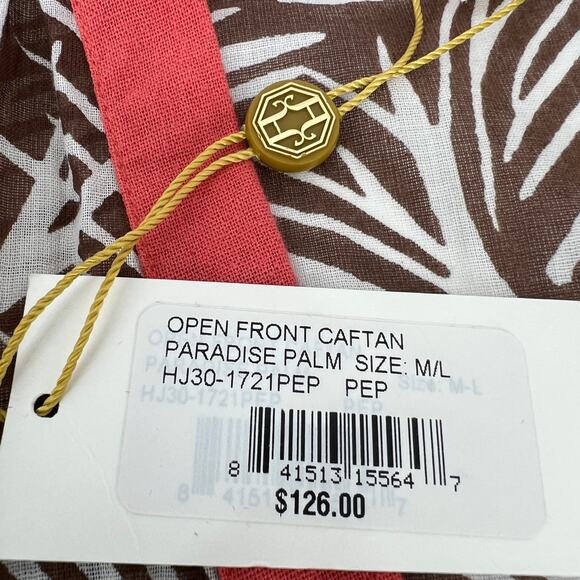 OPEN FRONT CAFTAN
PARADISE PALM SIZE: M/L
HJ30-1721PEP PEP
8 41513 15564 7
$126.00